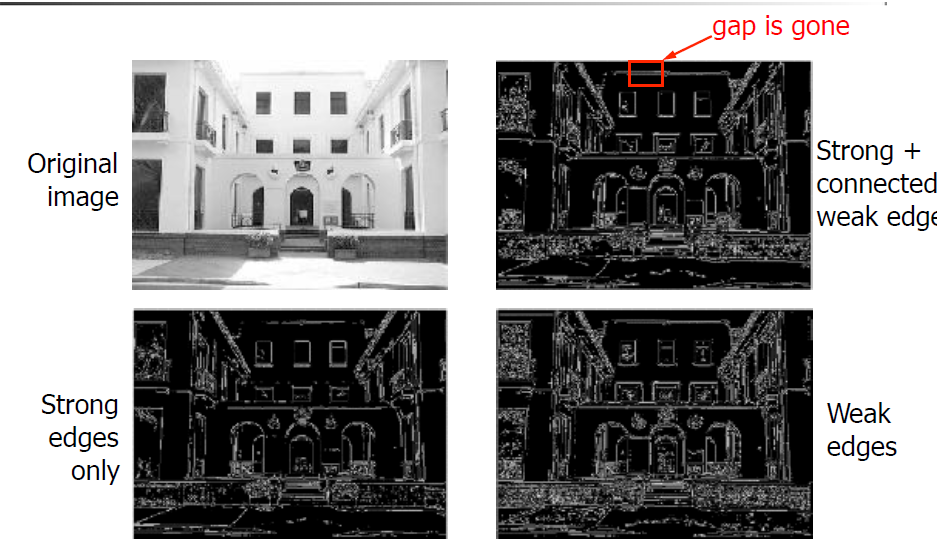 gap is gone
Original
image
Strong +
connected
weak edge
Strong
edges
only
Weak
edges